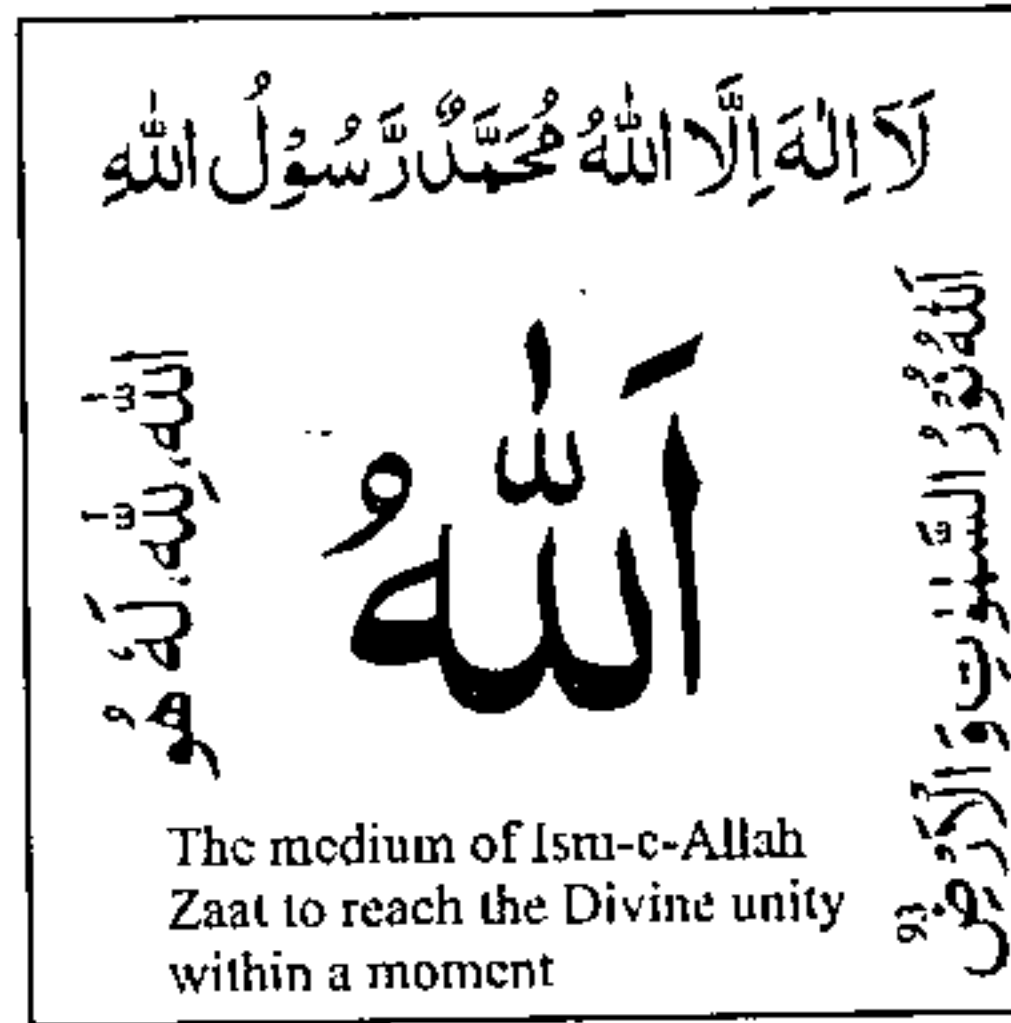 لَا اِلٰهَ اِلَّا اللّٰهُ مُحَمَّدٌ رَّسُوْلُ اللّٰهِ
اَللّٰهُ نُوْرُ السَّمٰوٰتِ وَالْاَرْضِ 93
اَللّٰهُ
اللّٰهِ، لِلّٰهِ، لَهٗ، هُو
The medium of Ism-e-Allah
Zaat to reach the Divine unity
within a moment